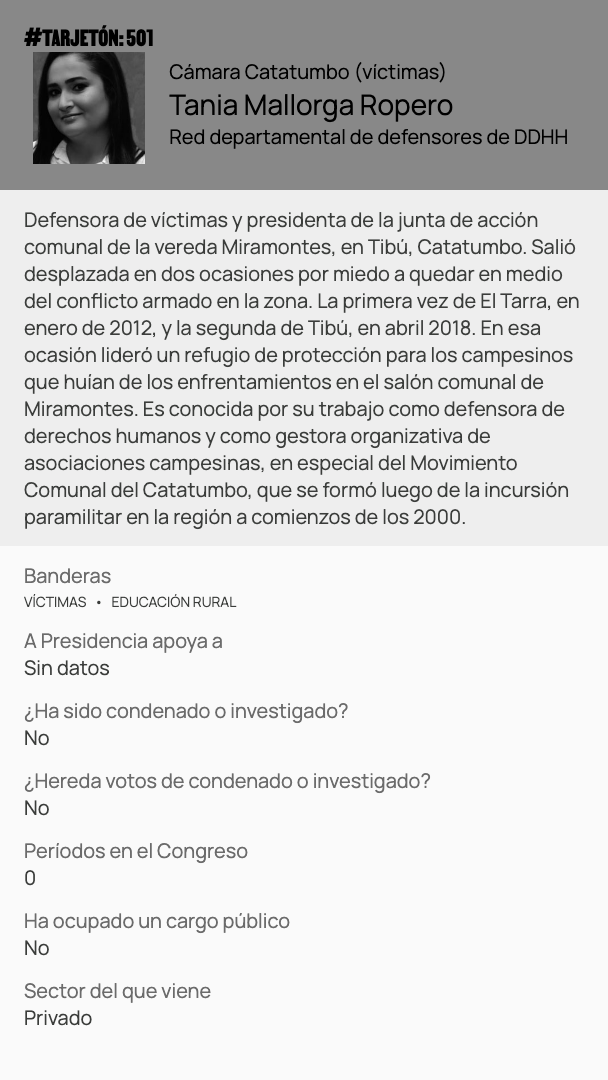 #TARJETÓN: 501
Cámara Catatumbo (víctimas)
Tania Mallorga Ropero
Red departamental de defensores de DDHH
Defensora de víctimas y presidenta de la junta de acción
comunal de la vereda Miramontes, en Tibú, Catatumbo. Salió
desplazada en dos ocasiones por miedo a quedar en medio
del conflicto armado en la zona. La primera vez de El Tarra, en
enero de 2012, y la segunda de Tibú, en abril 2018. En esa
ocasión lideró un refugio de protección para los campesinos
que huían de los enfrentamientos en el salón comunal de
Miramontes. Es conocida por su trabajo como defensora de
derechos humanos y como gestora organizativa de
asociaciones campesinas, en especial del Movimiento
Comunal del Catatumbo, que se formó luego de la incursión
paramilitar en la región a comienzos de los 2000.
Banderas
VÍCTIMAS • EDUCACIÓN RURAL
A Presidencia apoya a
Sin datos
¿Ha sido condenado o investigado?
No
¿Hereda votos de condenado o investigado?
No
Períodos en el Congreso
0
Ha ocupado un cargo público
No
Sector del que viene
Privado